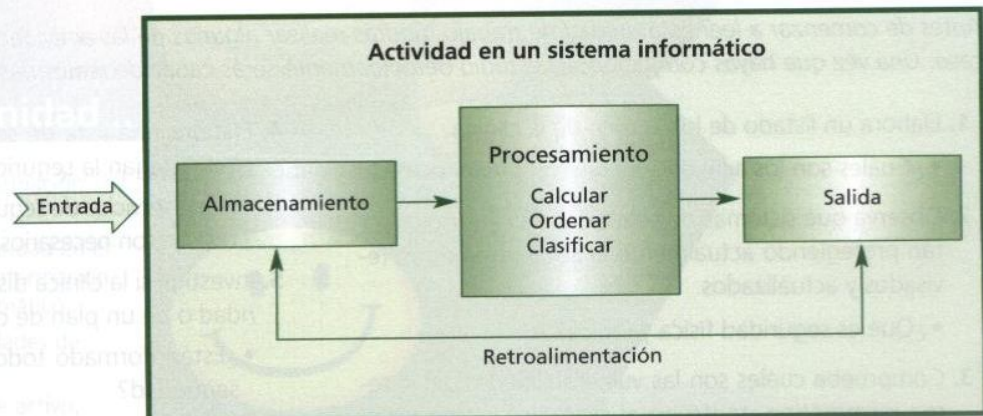 Actividad en un sistema informático
Entrada
Almacenamiento
Procesamiento
Calcular
Ordenar
Clasificar
Salida
Retroalimentación